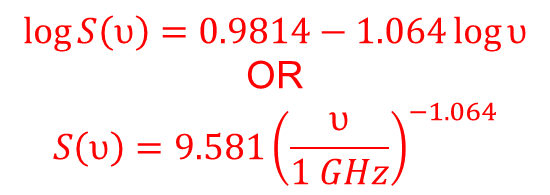 log S(υ) = 0.9814 − 1.064 log υ
OR
S(υ) = 9.581 (υ / 1 GHz)^−1.064